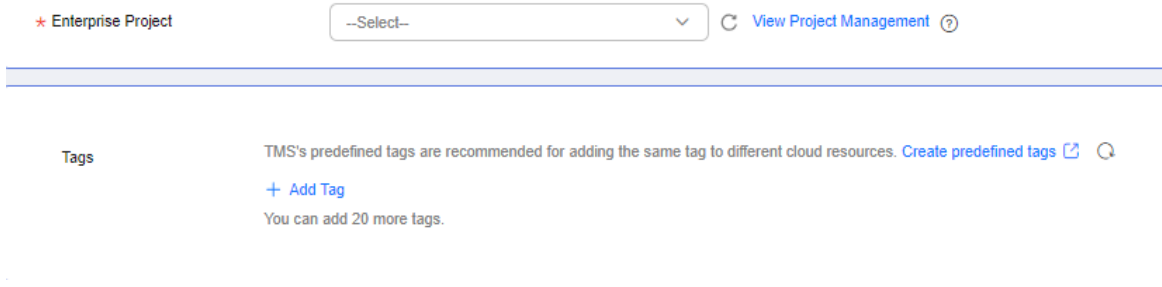 * Enterprise Project --Select-- View Project Management ?
Tags TMS's predefined tags are recommended for adding the same tag to different cloud resources. Create predefined tags
+ Add Tag
You can add 20 more tags.